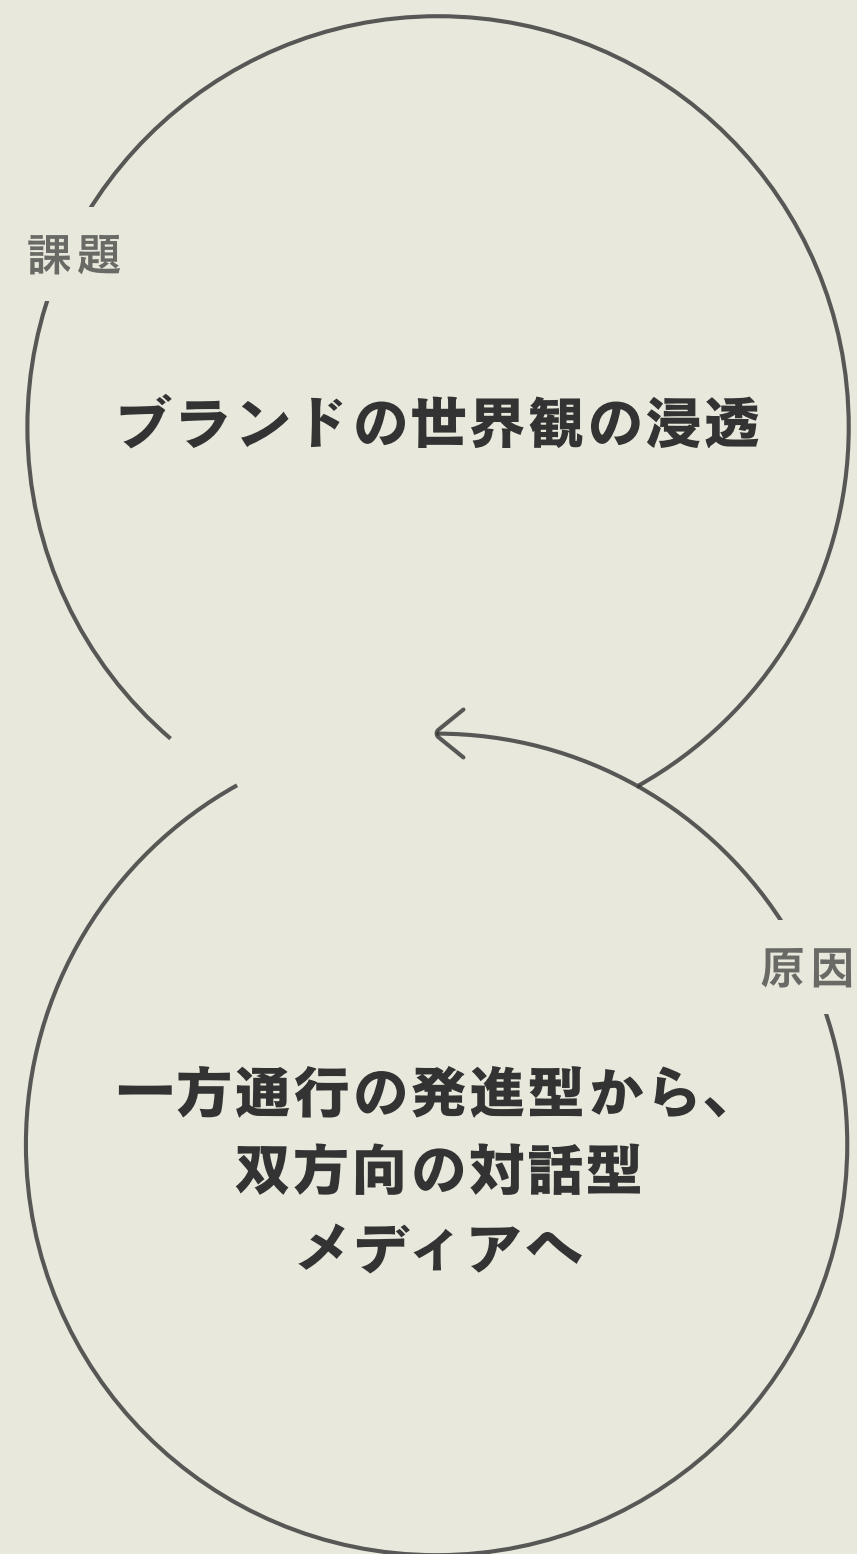 課題
ブランドの世界観の浸透
原因
一方通行の発進型から、
双方向の対話型
メディアへ